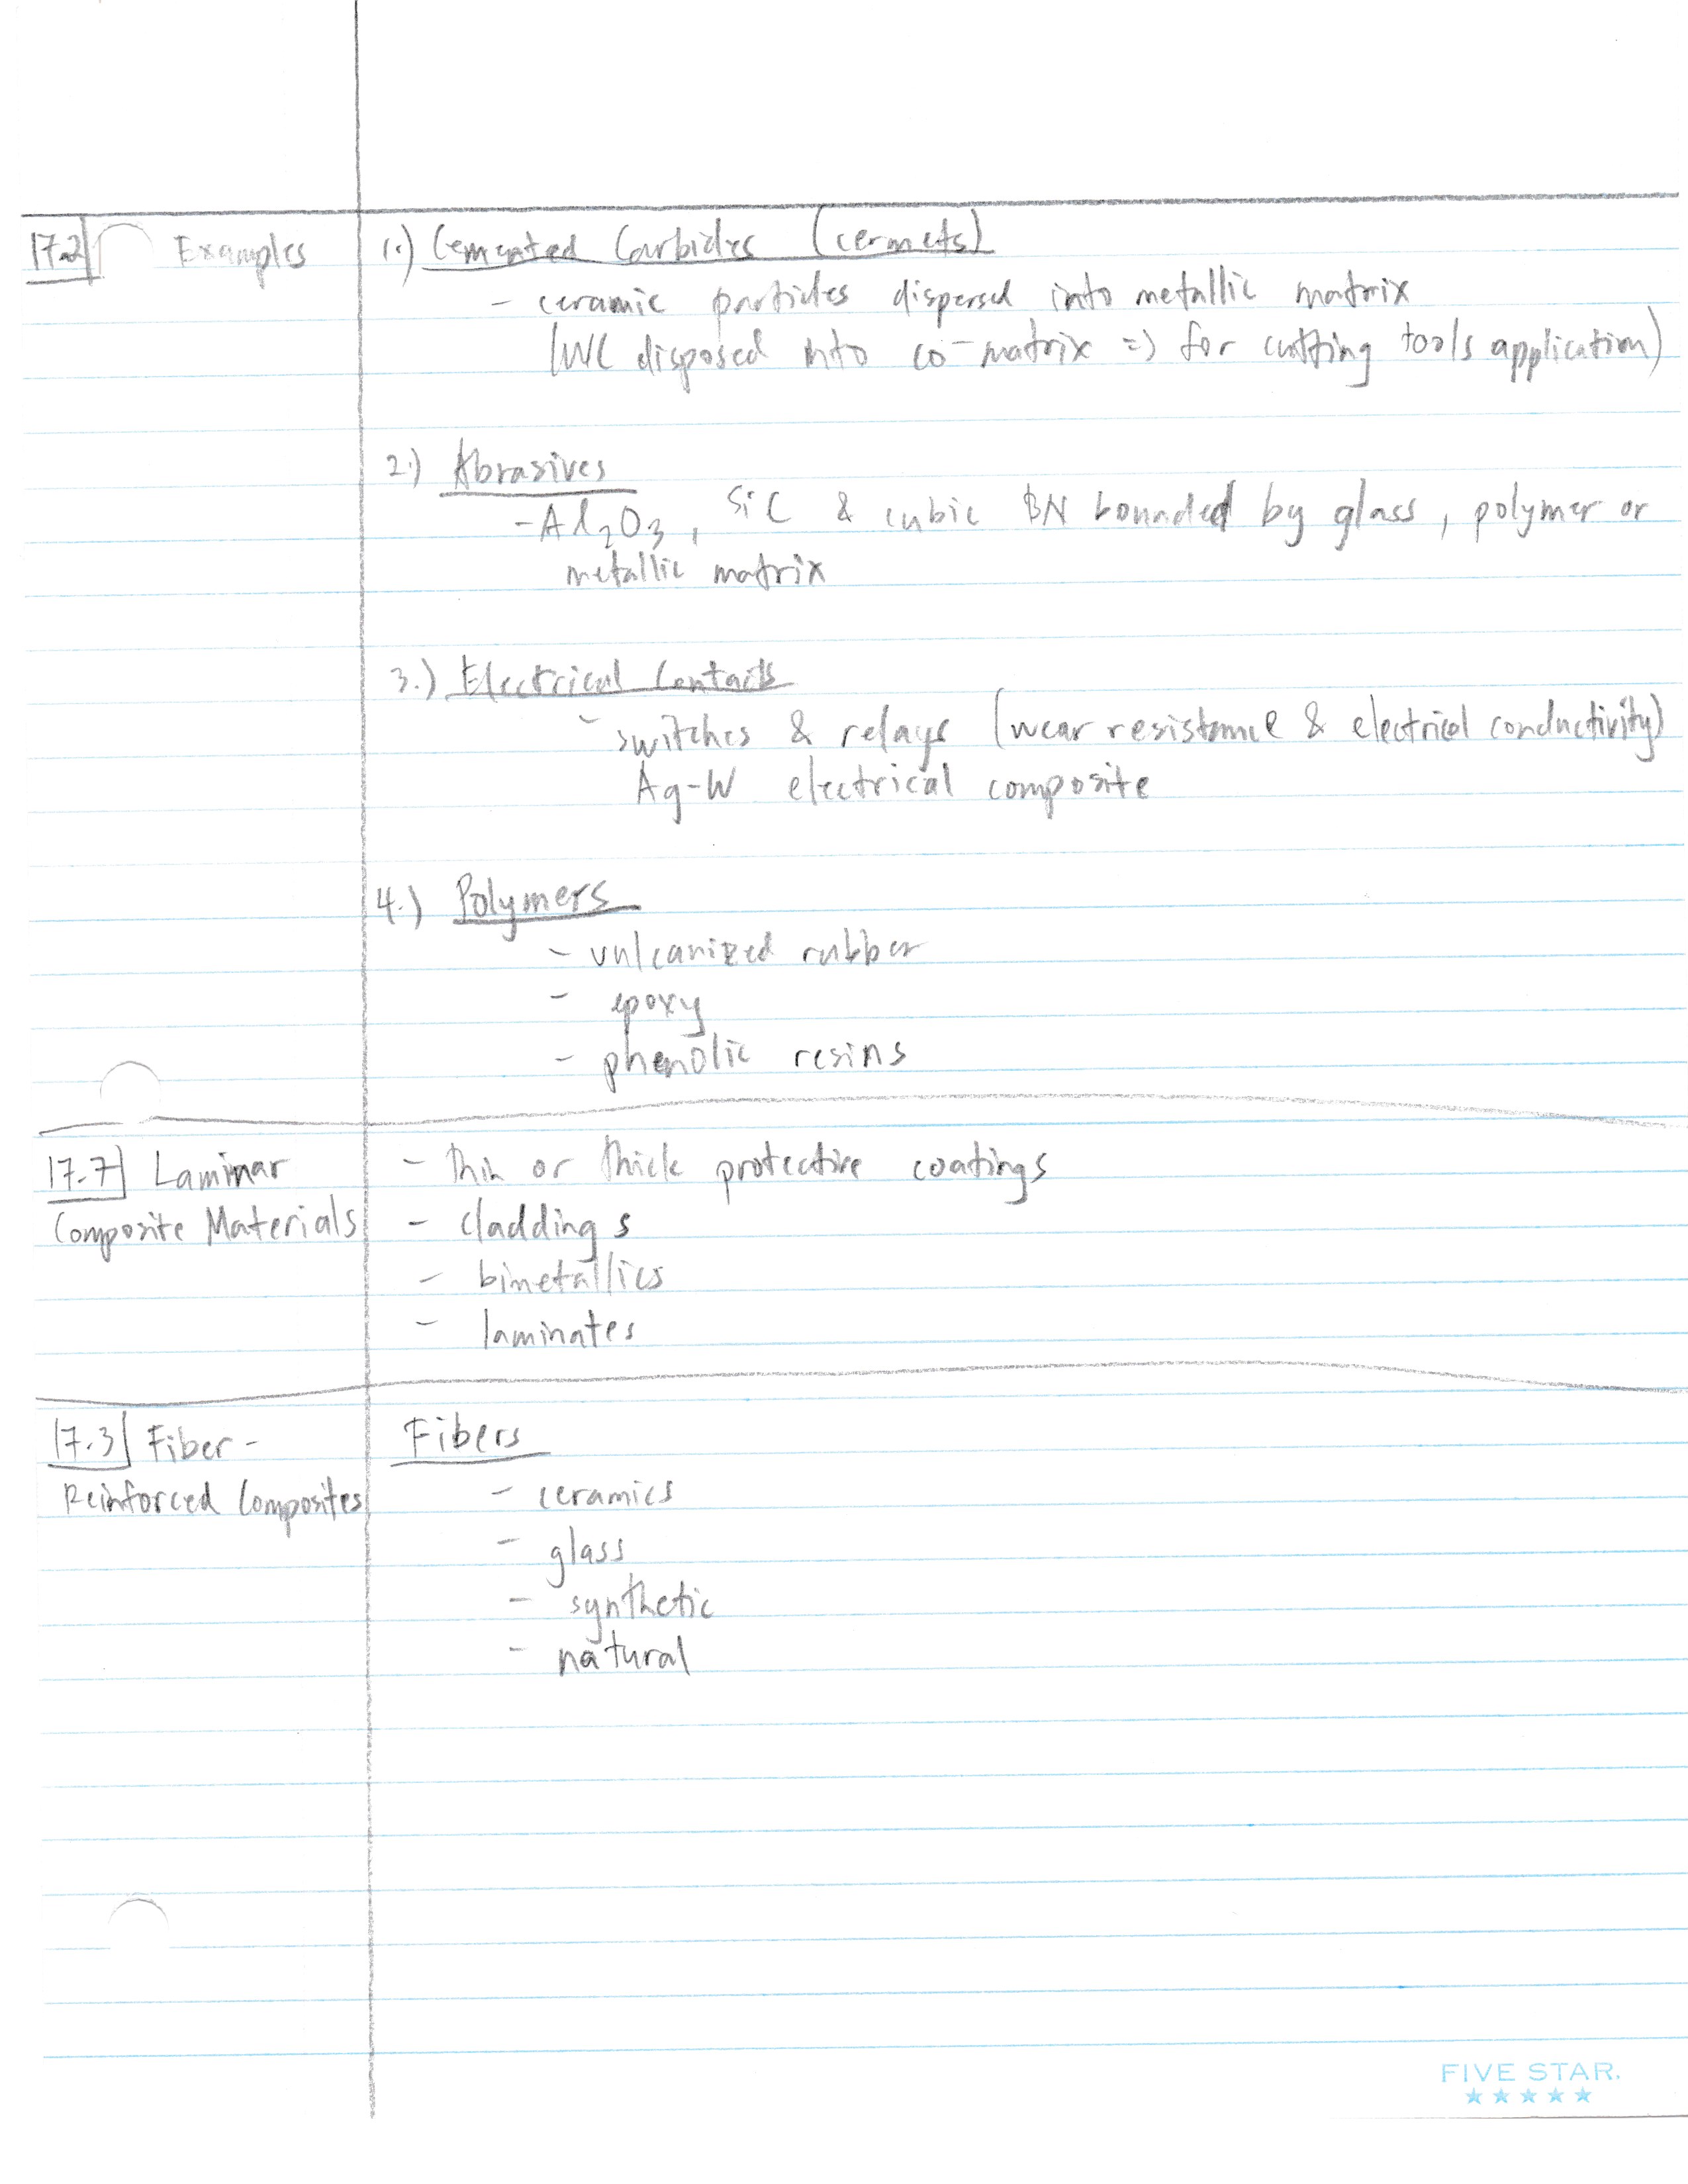 17.2 Examples 1.) Cemented Carbides (cermets)
- ceramic particles dispersed into metallic matrix
(WC disposed into co-matrix => for cutting tools application)
2.) Abrasives
- Al2O3, SiC & cubic BN bounded by glass, polymer or
metallic matrix
3.) Electrical Contacts
- switches & relays (wear resistance & electrical conductivity)
Ag-W electrical composite
4.) Polymers
- vulcanized rubber
- epoxy
- phenolic resins
17.7 Laminar - thin or thick protective coatings
Composite Materials - claddings
- bimetallics
- laminates
17.3 Fiber- Fibers
Reinforced Composites - ceramics
- glass
- synthetic
- natural
FIVE STAR.